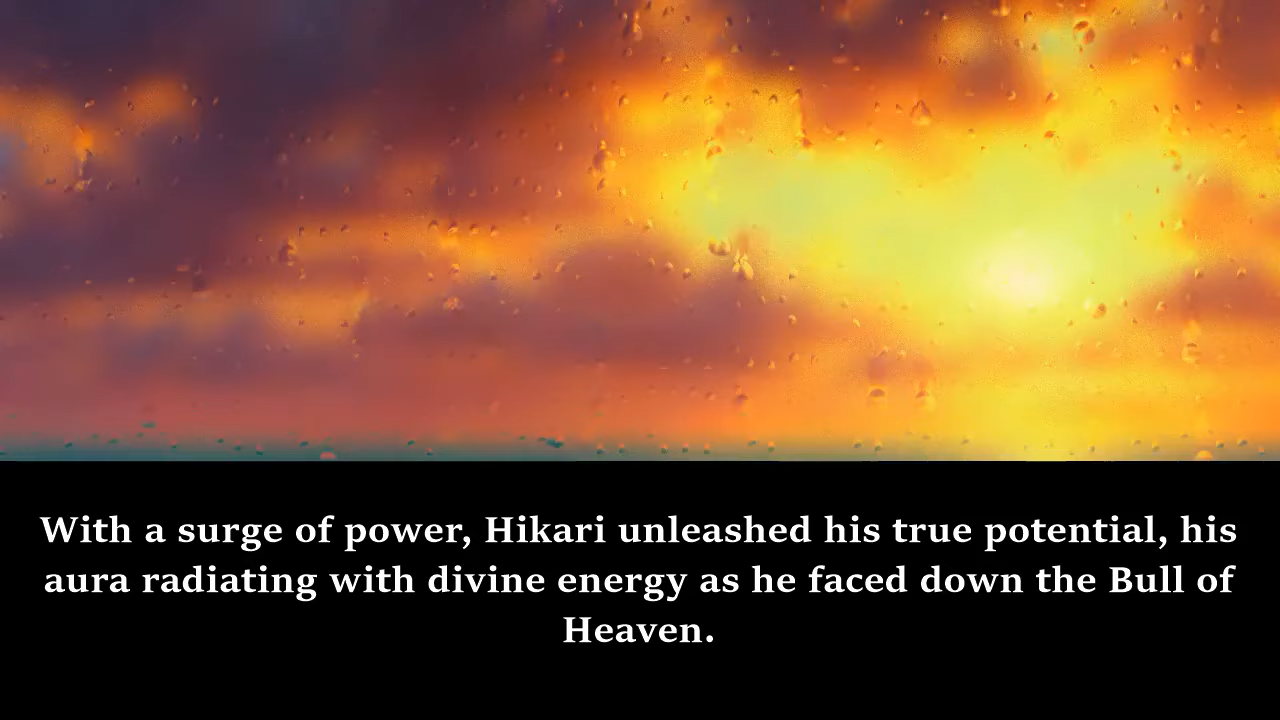 With a surge of power, Hikari unleashed his true potential, his
aura radiating with divine energy as he faced down the Bull of
Heaven.